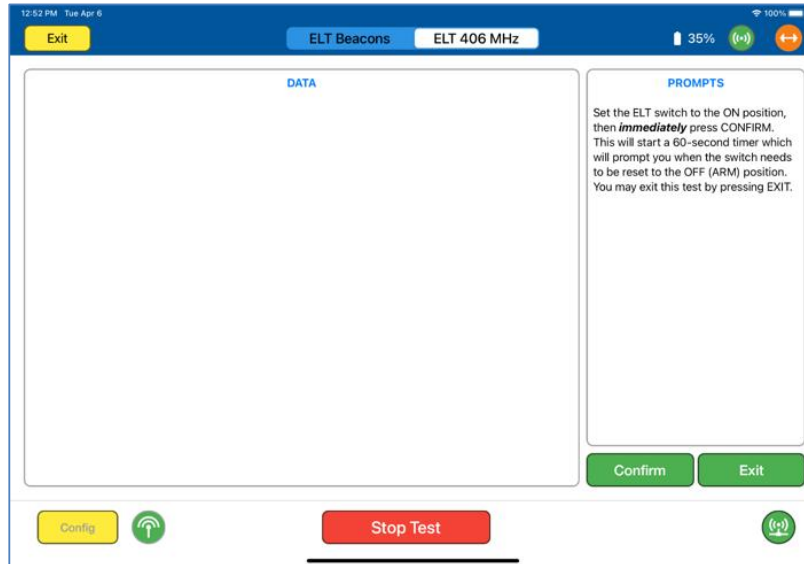 12:52 PM Tue Apr 6
100%
Exit
ELT Beacons
ELT 406 MHz
35%
DATA
PROMPTS
Set the ELT switch to the ON position,
then immediately press CONFIRM.
This will start a 60-second timer which
will prompt you when the switch needs
to be reset to the OFF (ARM) position.
You may exit this test by pressing EXIT.
Confirm
Exit
Config
Stop Test